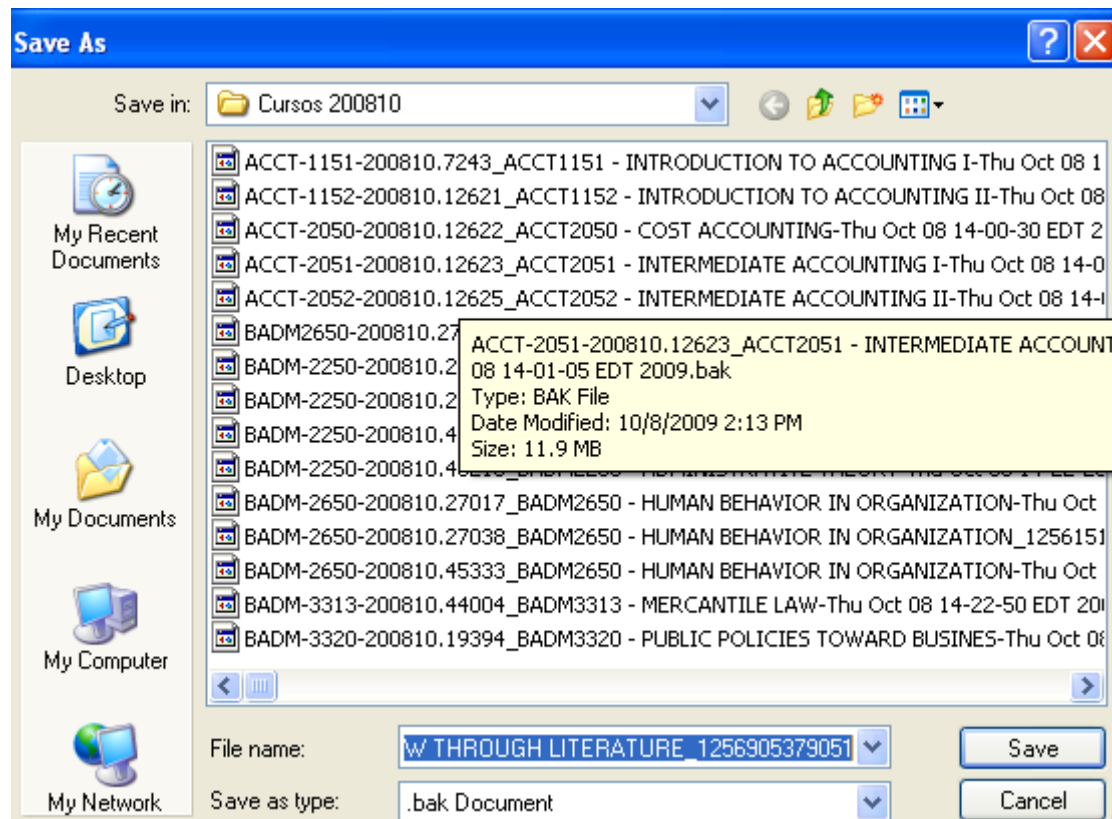 Save As
Save in: Cursos 200810
My Recent Documents
Desktop
My Documents
My Computer
My Network
ACCT-1151-200810.7243_ACCT1151 - INTRODUCTION TO ACCOUNTING I-Thu Oct 08 1
ACCT-1152-200810.12621_ACCT1152 - INTRODUCTION TO ACCOUNTING II-Thu Oct 08
ACCT-2050-200810.12622_ACCT2050 - COST ACCOUNTING-Thu Oct 08 14-00-30 EDT 2
ACCT-2051-200810.12623_ACCT2051 - INTERMEDIATE ACCOUNTING I-Thu Oct 08 14-0
ACCT-2052-200810.12625_ACCT2052 - INTERMEDIATE ACCOUNTING II-Thu Oct 08 14-
BADM2650-200810.27
BADM-2250-200810.2
BADM-2250-200810.2
BADM-2250-200810.4
BADM-2250-200810.4
ACCT-2051-200810.12623_ACCT2051 - INTERMEDIATE ACCOUNT
08 14-01-05 EDT 2009.bak
Type: BAK File
Date Modified: 10/8/2009 2:13 PM
Size: 11.9 MB
BADM-2650-200810.27017_BADM2650 - HUMAN BEHAVIOR IN ORGANIZATION-Thu Oct
BADM-2650-200810.27038_BADM2650 - HUMAN BEHAVIOR IN ORGANIZATION_1256151
BADM-2650-200810.45333_BADM2650 - HUMAN BEHAVIOR IN ORGANIZATION-Thu Oct
BADM-3313-200810.44004_BADM3313 - MERCANTILE LAW-Thu Oct 08 14-22-50 EDT 200
BADM-3320-200810.19394_BADM3320 - PUBLIC POLICIES TOWARD BUSINES-Thu Oct 08
File name: W THROUGH LITERATURE_1256905379051 Save
Save as type: .bak Document Cancel